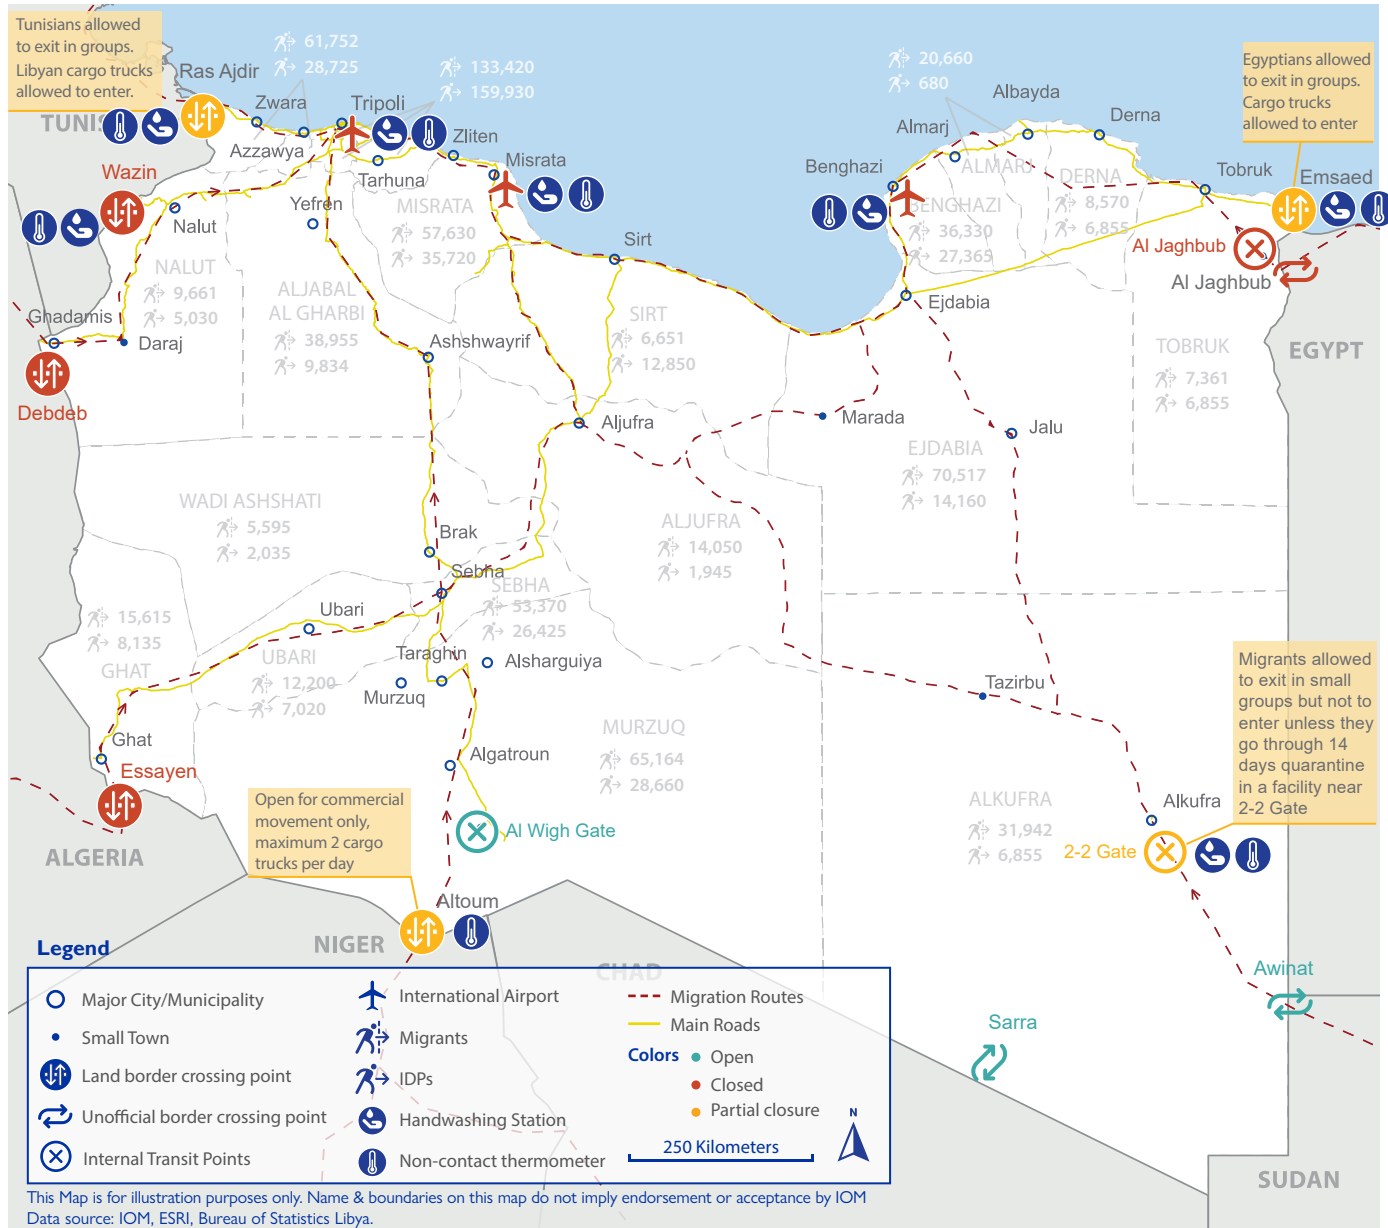 Tunisians allowed
to exit in groups.
Libyan cargo trucks
allowed to enter.
61,752
28,725
133,420
159,930
20,660
680
Egyptians allowed
to exit in groups.
Cargo trucks
allowed to enter
Ras Ajdir
Zwara
Tripoli
Zliten
Albayda
Derna
Almarj
TUNIS
Azzawya
Tarhuna
Misrata
Benghazi
ALMARJ
DERNA
8,570
6,855
Tobruk
Emsaed
Wazin
Nalut
Yefren
MISRATA
57,630
35,720
BENGHAZI
36,330
27,365
Sirt
Al Jaghbub
Al Jaghbub
NALUT
9,661
5,030
ALJABAL
AL GHARBI
38,955
9,834
SIRT
6,651
12,850
Ejdabia
Ghadamis
Daraj
Ashshwayrif
TOBRUK
7,361
6,855
EGYPT
Debdeb
Aljufra
Marada
Jalu
EJDABIA
70,517
14,160
WADI ASHSHATI
5,595
2,035
Brak
ALJUFRA
14,050
1,945
Sebha
SEBHA
53,370
26,425
15,615
8,135
GHAT
Ubari
UBARI
12,200
7,020
Taraghin
Alsharguiya
Murzuq
Tazirbu
Migrants allowed
to exit in small
groups but not to
enter unless they
go through 14
days quarantine
in a facility near
2-2 Gate
Ghat
Algatroun
MURZUQ
65,164
28,660
Essayen
Open for commercial
movement only,
maximum 2 cargo
trucks per day
Al Wigh Gate
ALKUFRA
31,942
6,855
Alkufra
2-2 Gate
ALGERIA
Altoum
NIGER
CHAD
Awinat
Sarra
SUDAN
Legend
Major City/Municipality
Small Town
Land border crossing point
Unofficial border crossing point
Internal Transit Points
International Airport
Migrants
IDPs
Handwashing Station
Non-contact thermometer
Migration Routes
Main Roads
Colors
Open
Closed
Partial closure
250 Kilometers
N
This Map is for illustration purposes only. Name & boundaries on this map do not imply endorsement or acceptance by IOM
Data source: IOM, ESRI, Bureau of Statistics Libya.